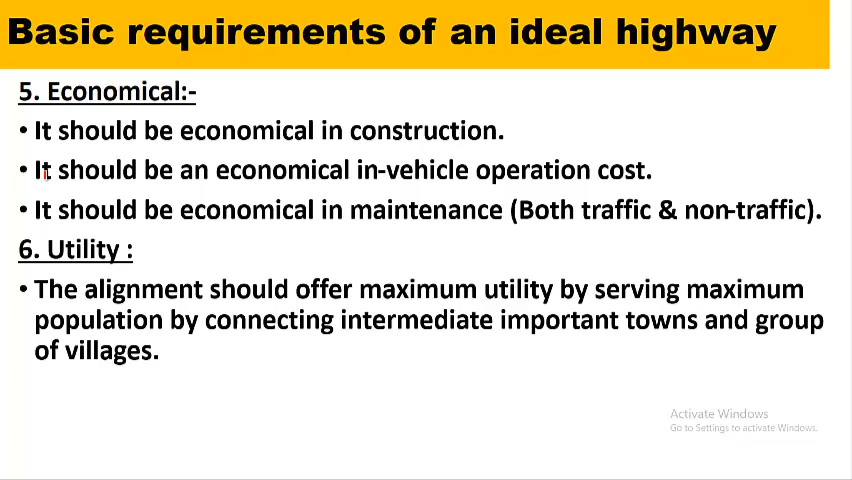 Basic requirements of an ideal highway
5. Economical:-
• It should be economical in construction.
• It should be an economical in-vehicle operation cost.
• It should be economical in maintenance (Both traffic & non-traffic).
6. Utility :
• The alignment should offer maximum utility by serving maximum
population by connecting intermediate important towns and group
of villages.
Activate Windows
Go to Settings to activate Windows.